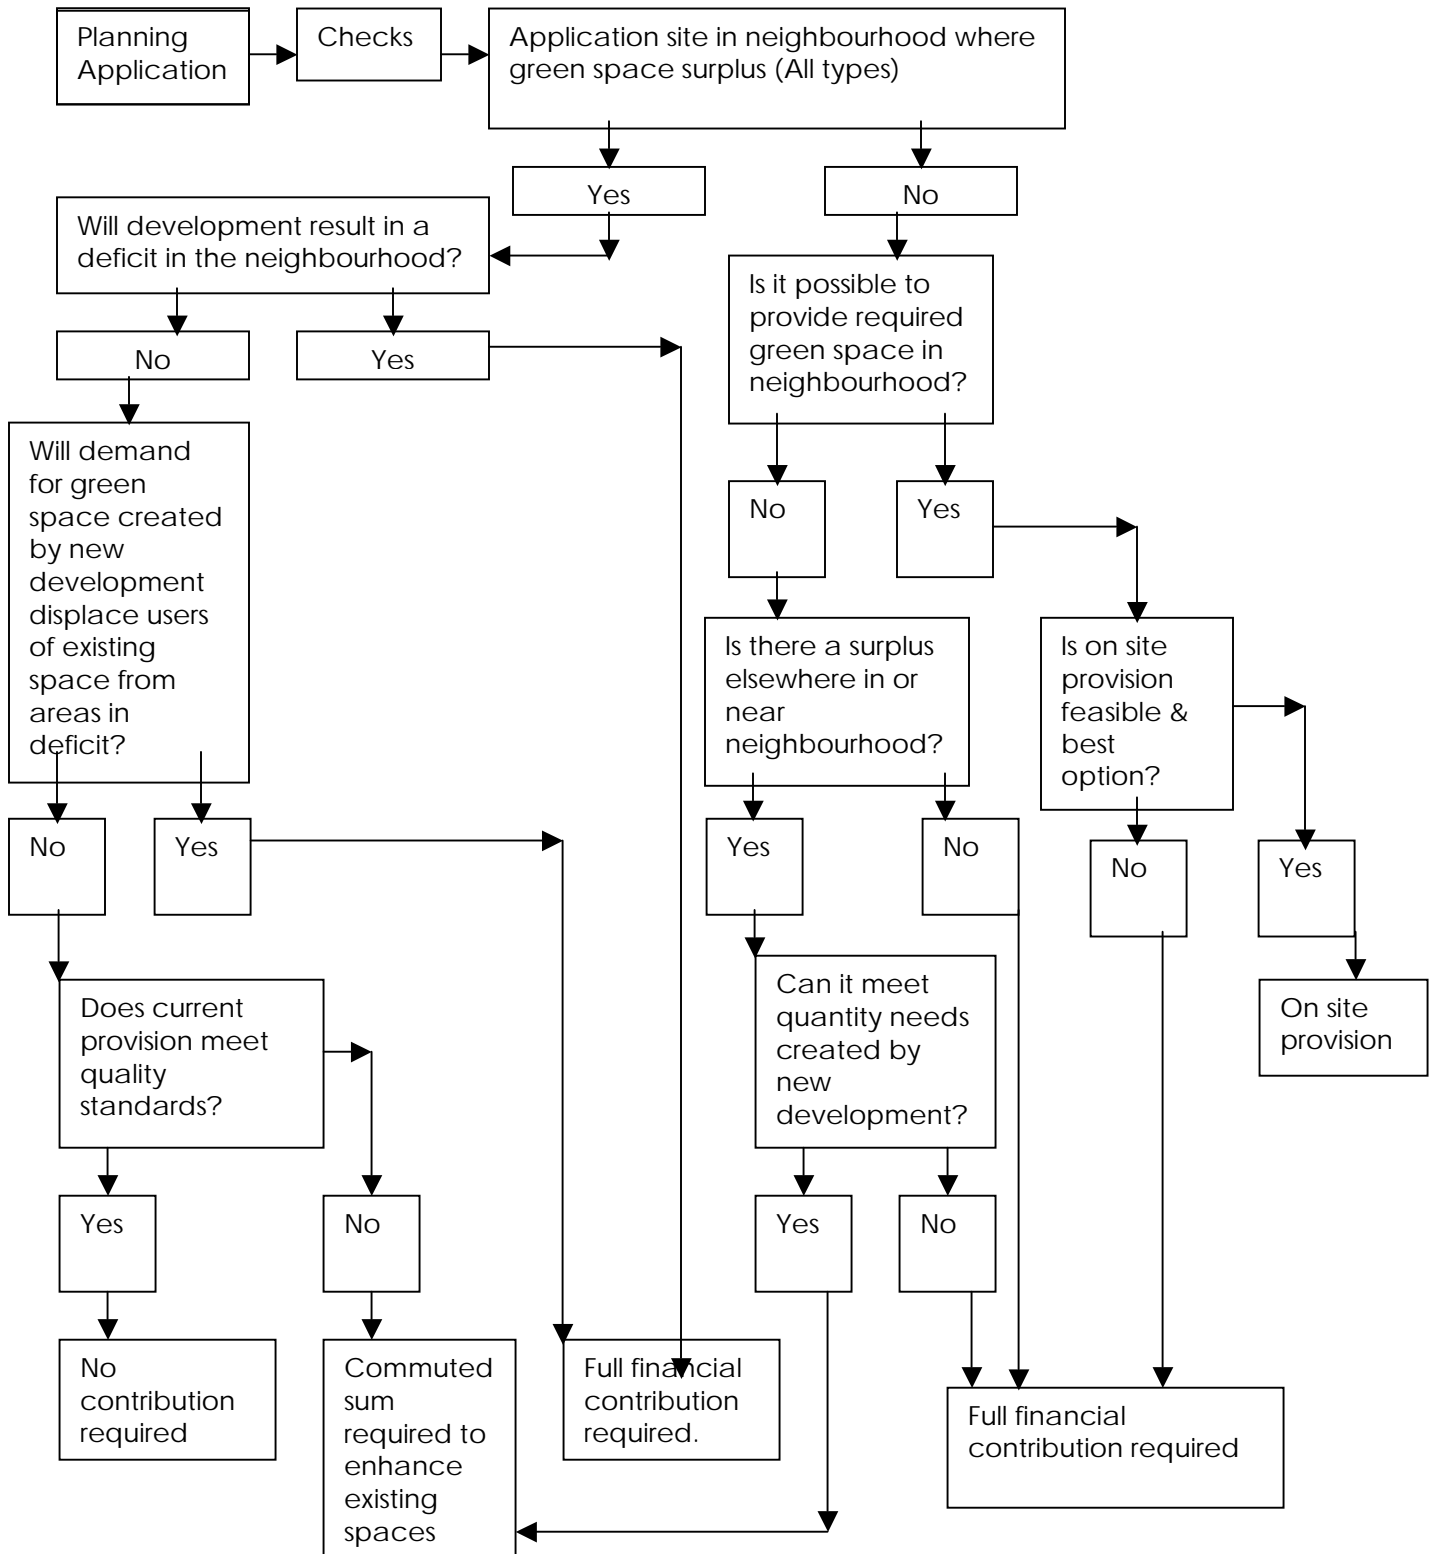 Planning
Application
Checks
Application site in neighbourhood where
green space surplus (All types)
Yes
No
Will development result in a
deficit in the neighbourhood?
Is it possible to
provide required
green space in
neighbourhood?
No
Yes
Will demand
for green
space created
by new
development
displace users
of existing
space from
areas in
deficit?
No
Yes
Is there a surplus
elsewhere in or
near
neighbourhood?
Is on site
provision
feasible &
best
option?
No
Yes
Yes
No
No
Yes
Does current
provision meet
quality
standards?
Can it meet
quantity needs
created by
new
development?
On site
provision
Yes
No
Yes
No
No
contribution
required
Commuted
sum
required to
enhance
existing
spaces
Full financial
contribution
required.
Full financial
contribution required